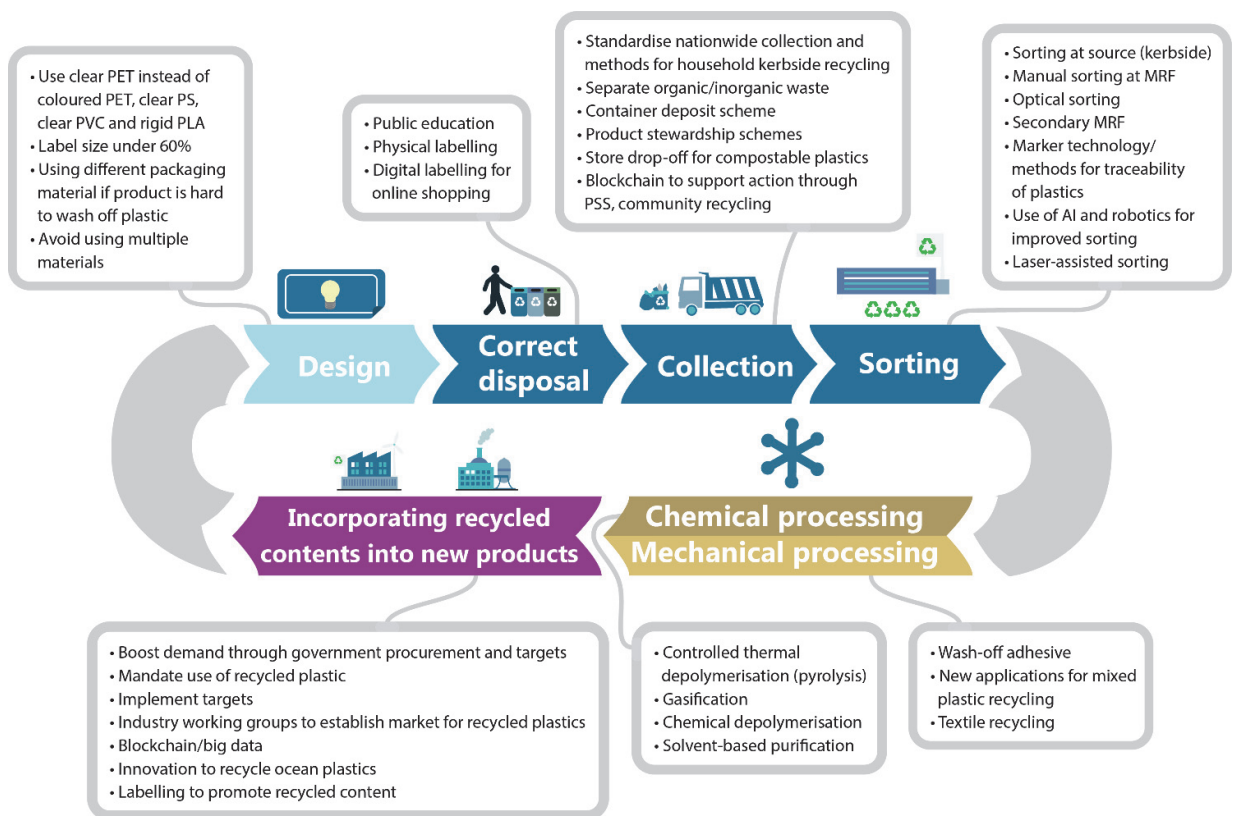 • Use clear PET instead of
coloured PET, clear PS,
clear PVC and rigid PLA
• Label size under 60%
• Using different packaging
material if product is hard
to wash off plastic
• Avoid using multiple
materials
• Public education
• Physical labelling
• Digital labelling for
online shopping
• Standardise nationwide collection and
methods for household kerbside recycling
• Separate organic/inorganic waste
• Container deposit scheme
• Product stewardship schemes
• Store drop-off for compostable plastics
• Blockchain to support action through
PSS, community recycling
• Sorting at source (kerbside)
• Manual sorting at MRF
• Optical sorting
• Secondary MRF
• Marker technology/
methods for traceability
of plastics
• Use of AI and robotics for
improved sorting
• Laser-assisted sorting
Design
Correct
disposal
Collection
Sorting
Incorporating recycled
contents into new products
Chemical processing
Mechanical processing
• Boost demand through government procurement and targets
• Mandate use of recycled plastic
• Implement targets
• Industry working groups to establish market for recycled plastics
• Blockchain/big data
• Innovation to recycle ocean plastics
• Labelling to promote recycled content
• Controlled thermal
depolymerisation (pyrolysis)
• Gasification
• Chemical depolymerisation
• Solvent-based purification
• Wash-off adhesive
• New applications for mixed
plastic recycling
• Textile recycling